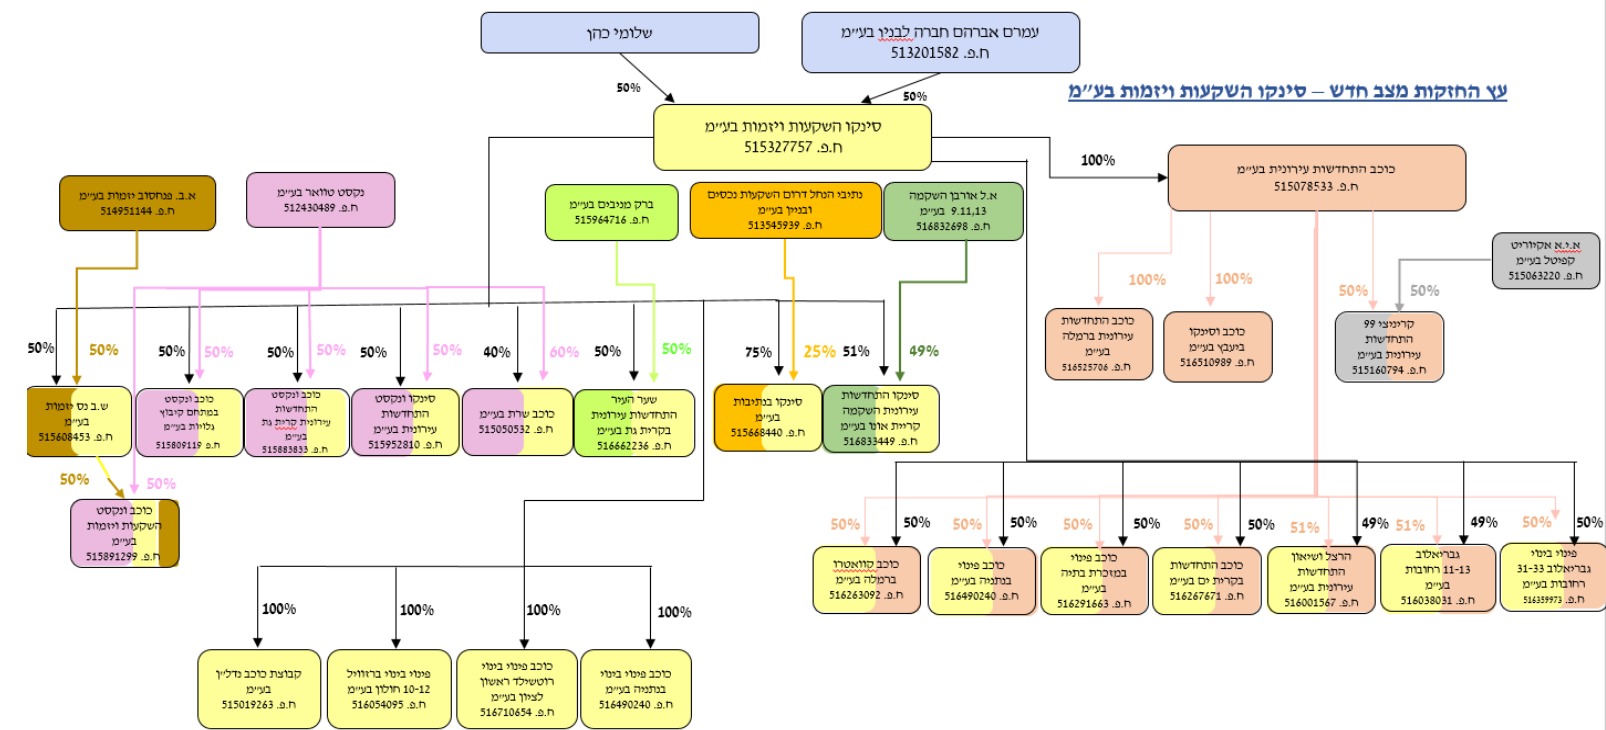 שלומי כהן
עמרם אברהם חברה לבניו בע״מ
ח.פ. 513201582
עץ החזקות מצב חדש – סינקו השקעות ויזמות בע״מ
50%
50%
סינקו השקעות ויזמות בע״מ
ח.פ. 515327757
100%
כוכב התחדשות עירונית בע״מ
ח.פ. 515078533
א.ב. פנחסוב יזמות בע״מ
ח.פ. 514951144
נקסט טוואר בע״מ
ח.פ. 512430489
ברק מניבים בע״מ
ח.פ. 515964716
נתיבי הנחל דרום השקעות נכסים
ובניין בע״מ
ח.פ. 513545939
א.ל אורבן השקמה
9.11,13 בע״מ
ח.פ. 516832698
א.י.א אקיוריט
קפיטל בע״מ
ח.פ. 515063220
100%
100%
50%
50%
כוכב התחדשות
עירונית ברמלה
בע״מ
ח.פ. 516525706
כוכב וסינקו
ביעבץ בע״מ
ח.פ. 516510989
קריניצי 99
התחדשות
עירונית בע״מ
ח.פ. 515160794
50%
50%
50%
50%
50%
50%
50%
50%
40%
60%
50%
50%
75%
25%
51%
49%
ש.ב נס יזמות
בע״מ
ח.פ. 515608453
כוכב ונקסט
במתחם קיבוץ
גלויות בע״מ
ח.פ. 515809119
כוכב ונקסט
התחדשות
עירונית קרית גת
בע״מ
ח.פ. 515883833
סינקו ונקסט
התחדשות
עירונית בע״מ
ח.פ. 515952810
כוכב שרת בע״מ
ח.פ. 515050532
שער העיר
התחדשות עירונית
בקרית גת בע״מ
ח.פ. 516662236
סינקו בנתיבות
בע״מ
ח.פ. 515668440
סינקו התחדשות
עירונית השקמה
קריית אונו בע״מ
ח.פ. 516833449
50%
50%
כוכב ונקסט
השקעות ויזמות
בע״מ
ח.פ. 515891299
50%
50%
50%
50%
50%
50%
50%
50%
51%
49%
51%
49%
50%
50%
כוכב קוואטרו
ברמלה בע״מ
ח.פ. 516263092
כוכב פינוי
בנתניה בע״מ
ח.פ. 516490240
כוכב פינוי
במזכרת בתיה
בע״מ
ח.פ. 516291663
כוכב התחדשות
בקרית ים בע״מ
ח.פ. 516267671
הרצל ושיאון
התחדשות
עירונית בע״מ
ח.פ. 516001567
גבריאלוב
11-13 רחובות
בע״מ
ח.פ. 516038031
פינוי בינוי
גבריאלוב 31-33
רחובות בע״מ
ח.פ. 516359973
100%
100%
100%
100%
קבוצת כוכב נדל״ן
בע״מ
ח.פ. 515019263
פינוי בינוי ברזוויל
10-12 חולון בע״מ
ח.פ. 516054095
כוכב פינוי בינוי
רוטשילד ראשון
לציון בע״מ
ח.פ. 516710654
כוכב פינוי בינוי
בנתניה בע״מ
ח.פ. 516490240